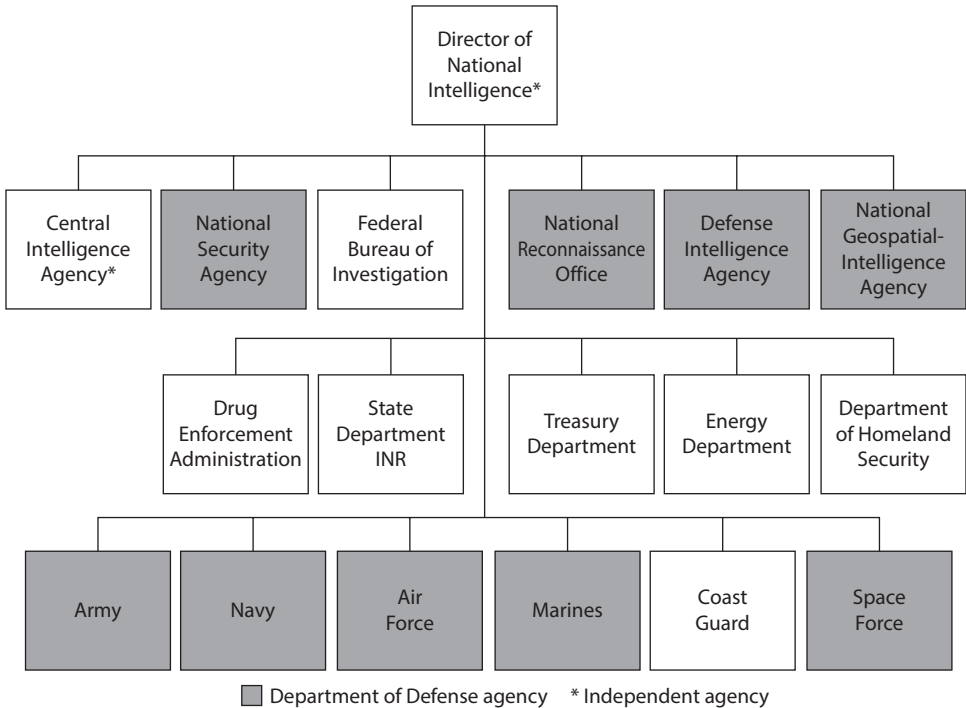 Director of
National
Intelligence*
Central
Intelligence
Agency*
National
Security
Agency
Federal
Bureau of
Investigation
National
Reconnaissance
Office
Defense
Intelligence
Agency
National
Geospatial-
Intelligence
Agency
Drug
Enforcement
Administration
State
Department
INR
Treasury
Department
Energy
Department
Department
of Homeland
Security
Army
Navy
Air
Force
Marines
Coast
Guard
Space
Force
Department of Defense agency * Independent agency